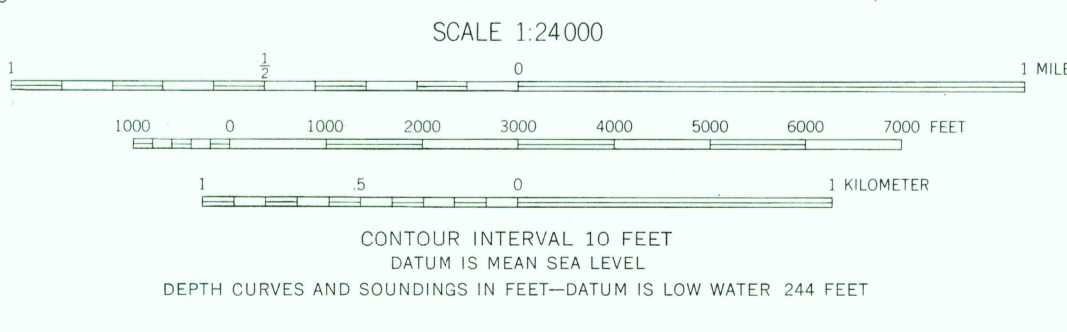 SCALE 1:24 000
1 1/2 0 1 MILE
1000 0 1000 2000 3000 4000 5000 6000 7000 FEET
1 .5 0 1 KILOMETER
CONTOUR INTERVAL 10 FEET
DATUM IS MEAN SEA LEVEL
DEPTH CURVES AND SOUNDINGS IN FEET—DATUM IS LOW WATER 244 FEET